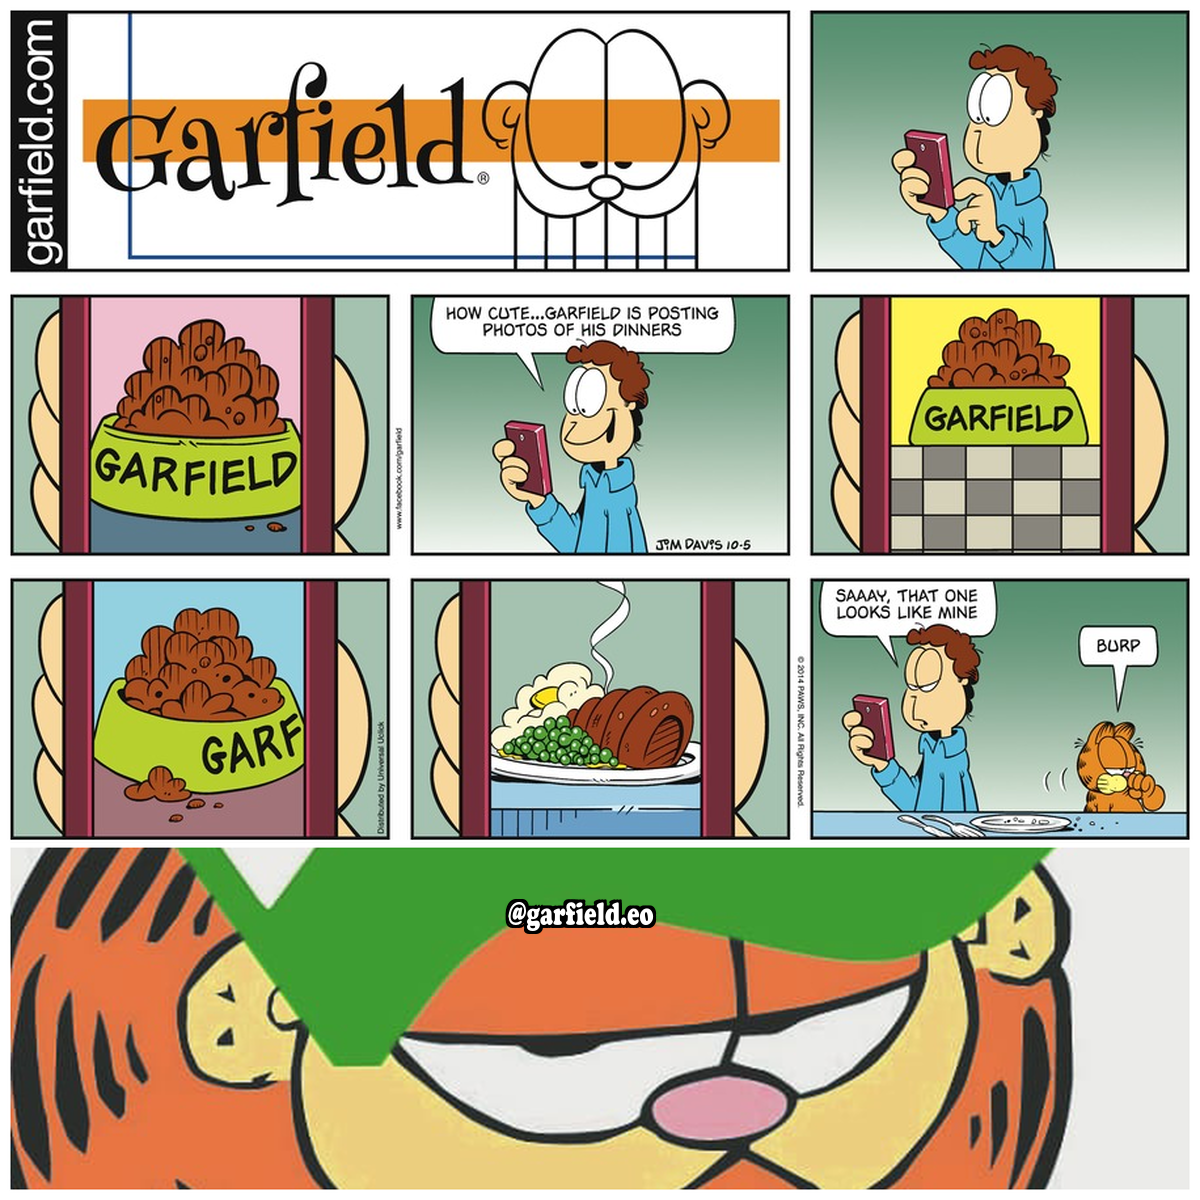 garfield.com
Garfield®
GARFIELD
www.facebook.com/garfield
HOW CUTE...GARFIELD IS POSTING
PHOTOS OF HIS DINNERS
JIM DAVIS 10-5
GARFIELD
GARF
Distributed by Universal Uclick
© 2014 PAWS, INC. All Rights Reserved.
SAAAY, THAT ONE
LOOKS LIKE MINE
BURP
@garfield.eo